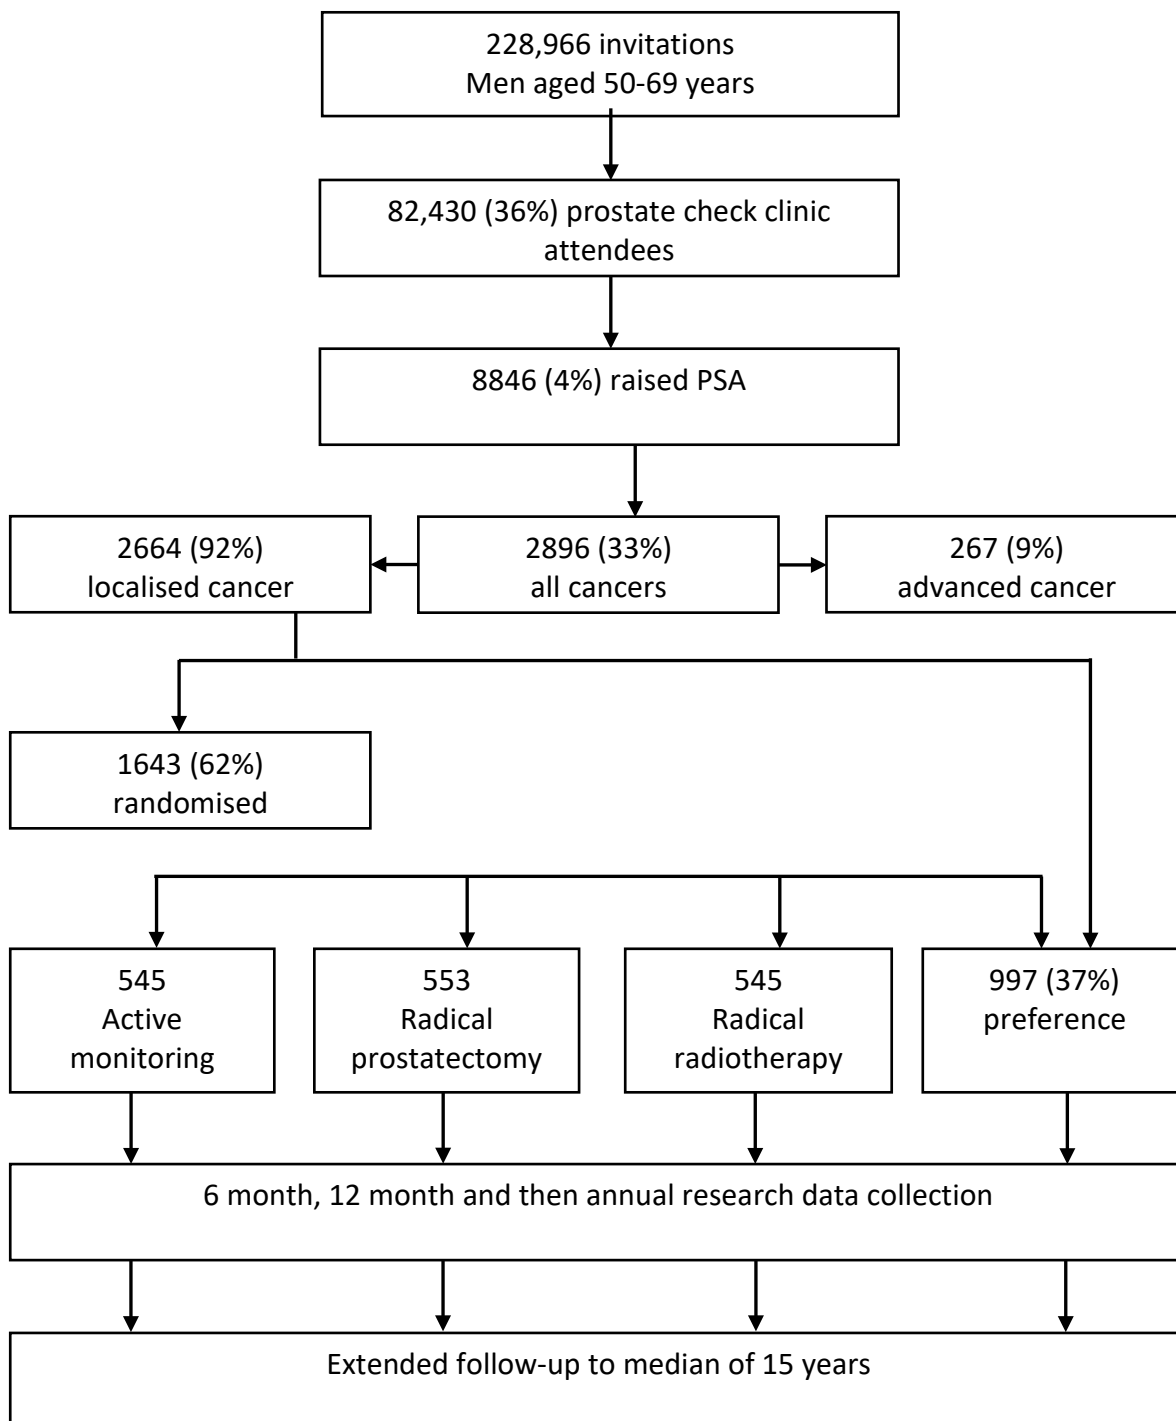 228,966 invitations
Men aged 50-69 years
82,430 (36%) prostate check clinic
attendees
8846 (4%) raised PSA
2664 (92%)
localised cancer
2896 (33%)
all cancers
267 (9%)
advanced cancer
1643 (62%)
randomised
545
Active
monitoring
553
Radical
prostatectomy
545
Radical
radiotherapy
997 (37%)
preference
6 month, 12 month and then annual research data collection
Extended follow-up to median of 15 years